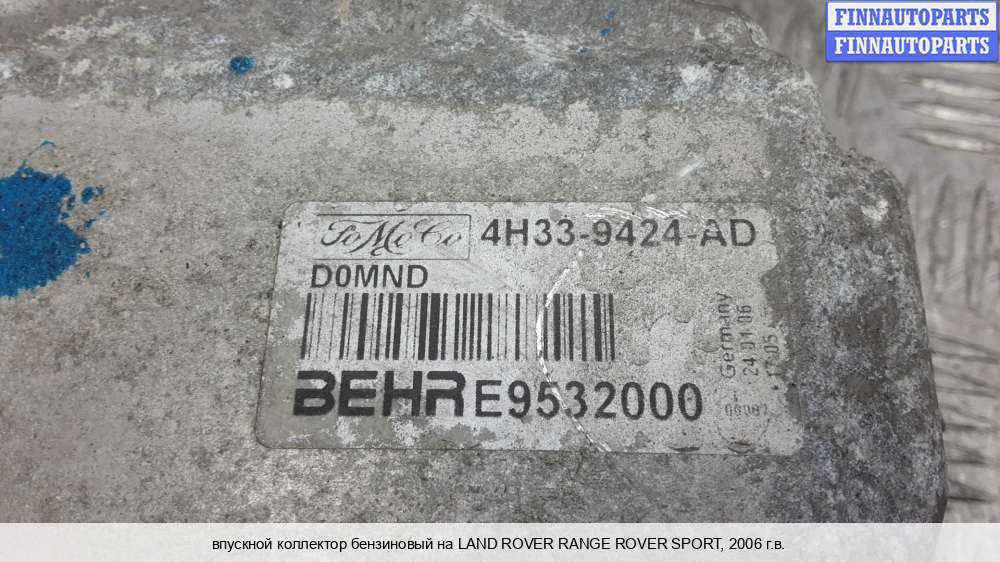 FINNAUTOPARTS
FINNAUTOPARTS
FoMoCo 4H33-9424-AD
D0MND
BEHR E9532000
Germany
24 01 06
впускной коллектор бензиновый на LAND ROVER RANGE ROVER SPORT, 2006 г.в.